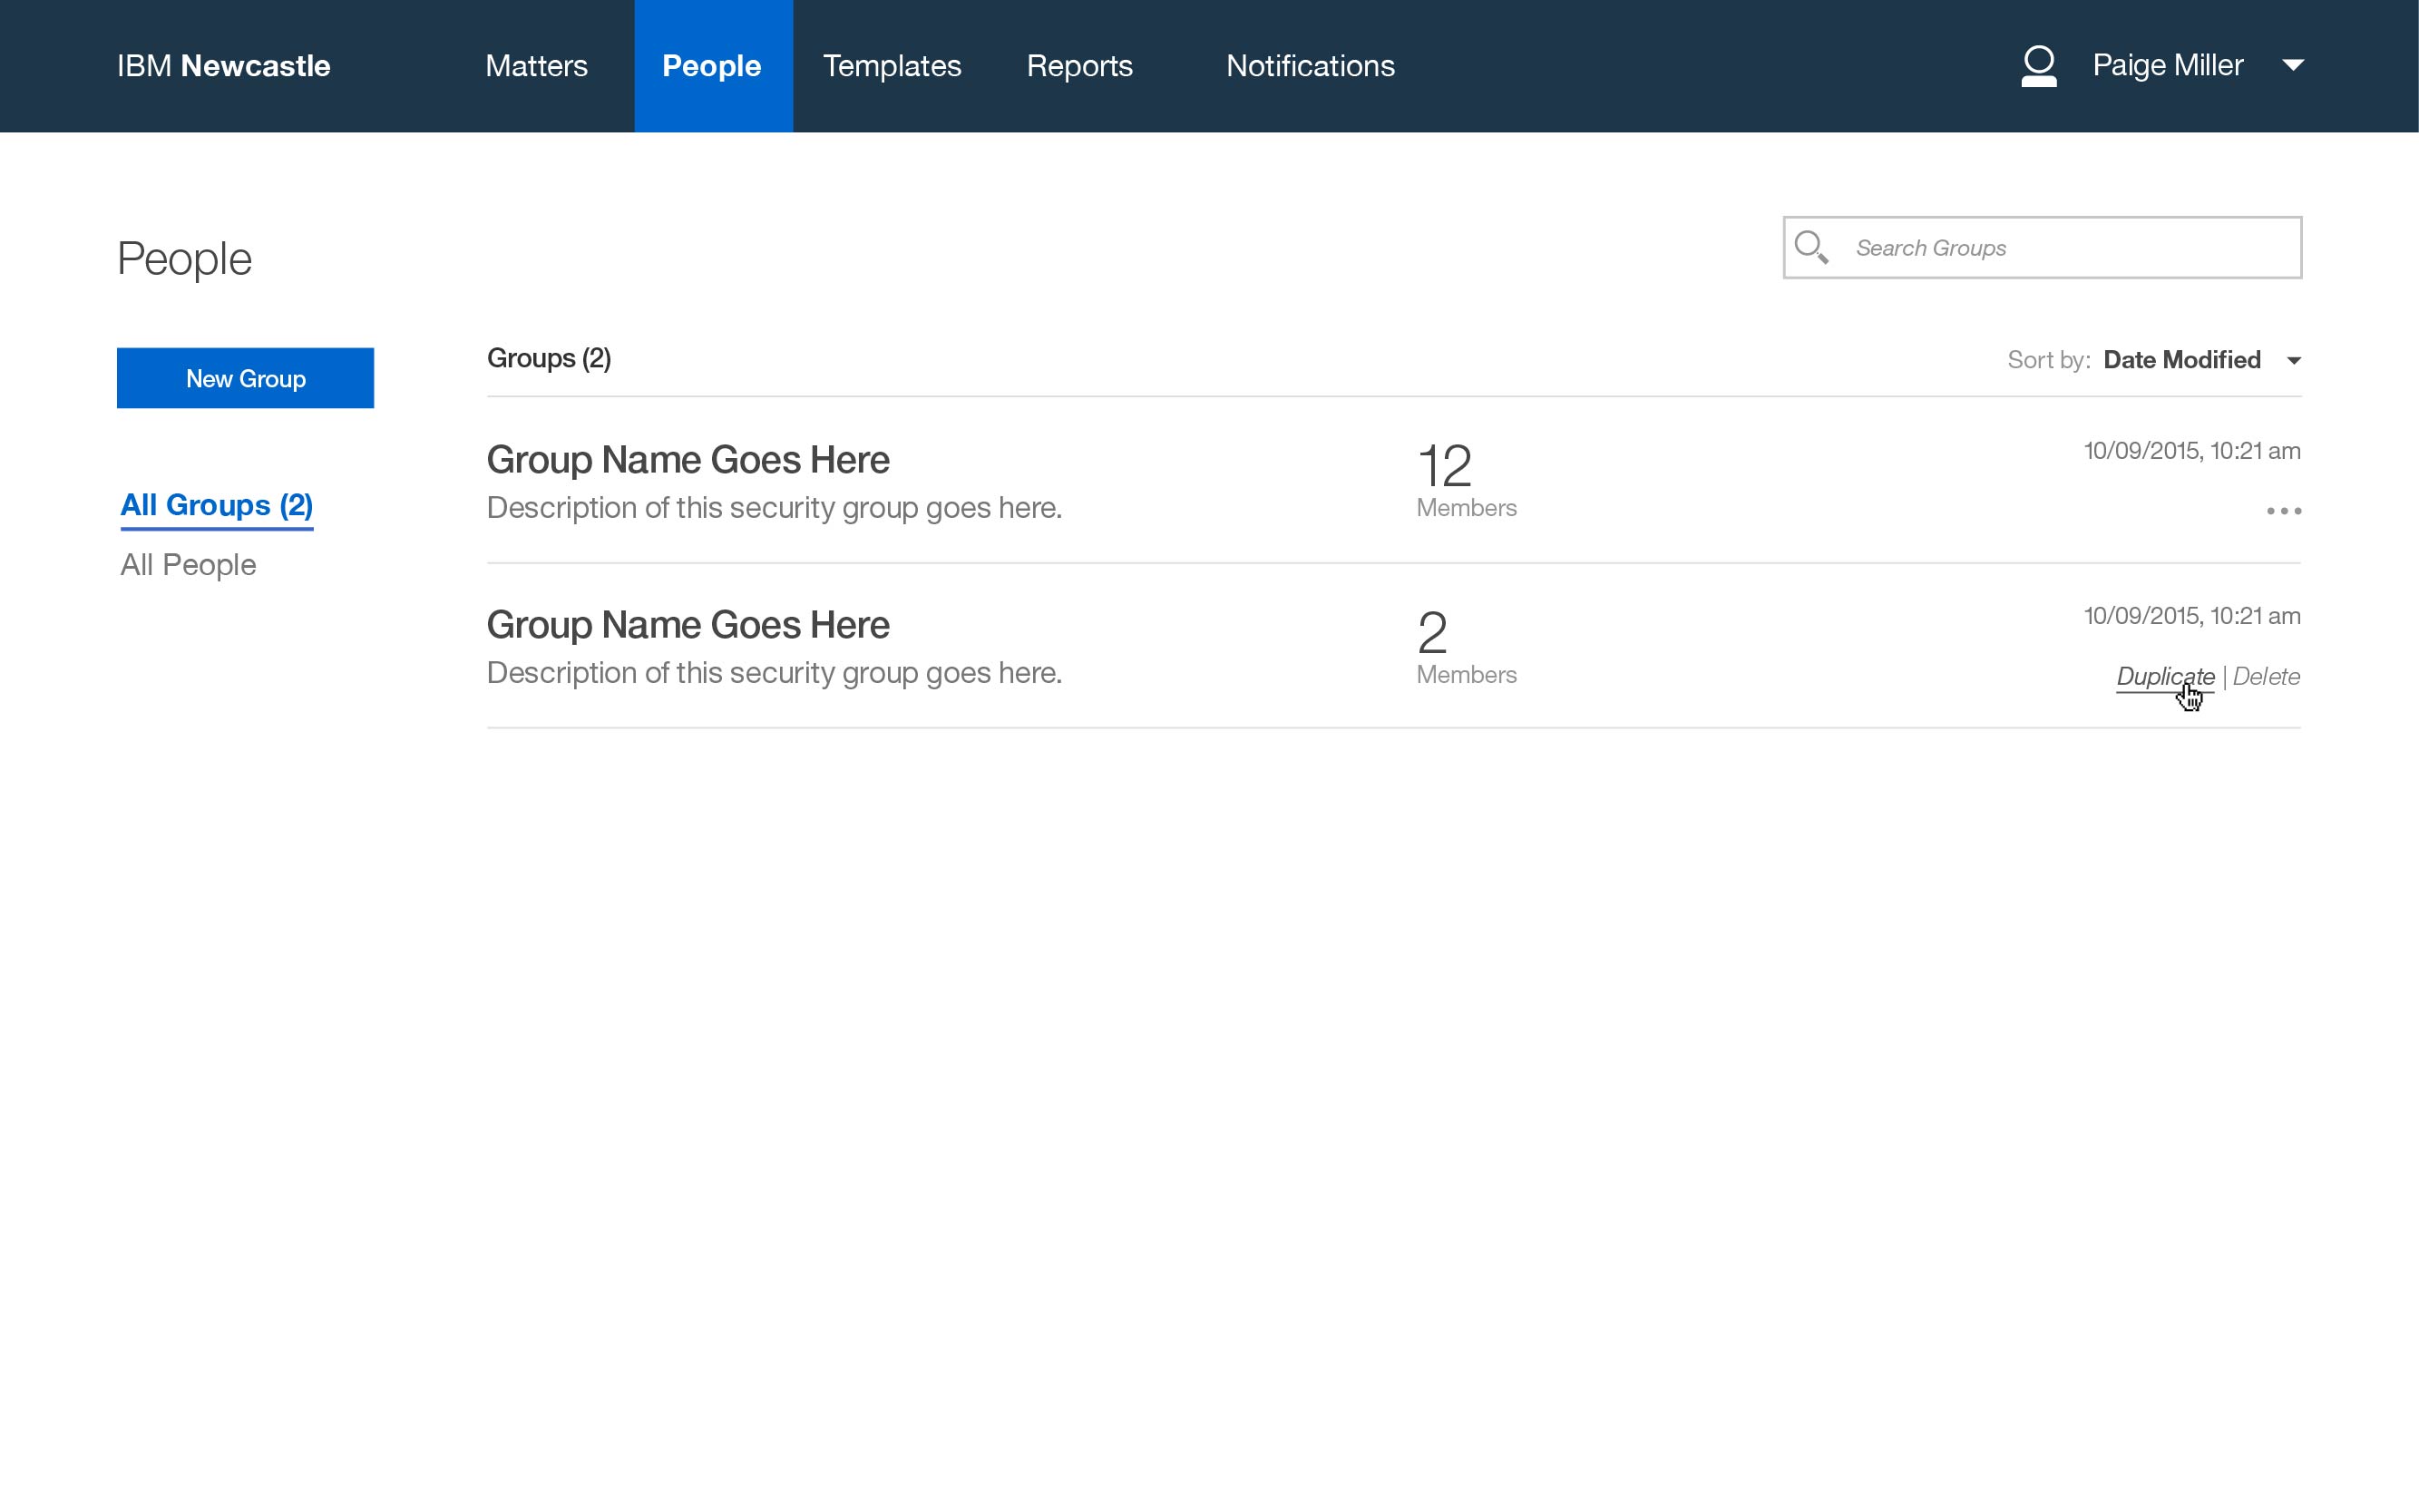 IBM Newcastle Matters People Templates Reports Notifications Paige Miller
People
Search Groups
New Group
All Groups (2)
All People
Groups (2)
Sort by: Date Modified
Group Name Goes Here
Description of this security group goes here.
12
Members
10/09/2015, 10:21 am
Group Name Goes Here
Description of this security group goes here.
2
Members
10/09/2015, 10:21 am
Duplicate | Delete